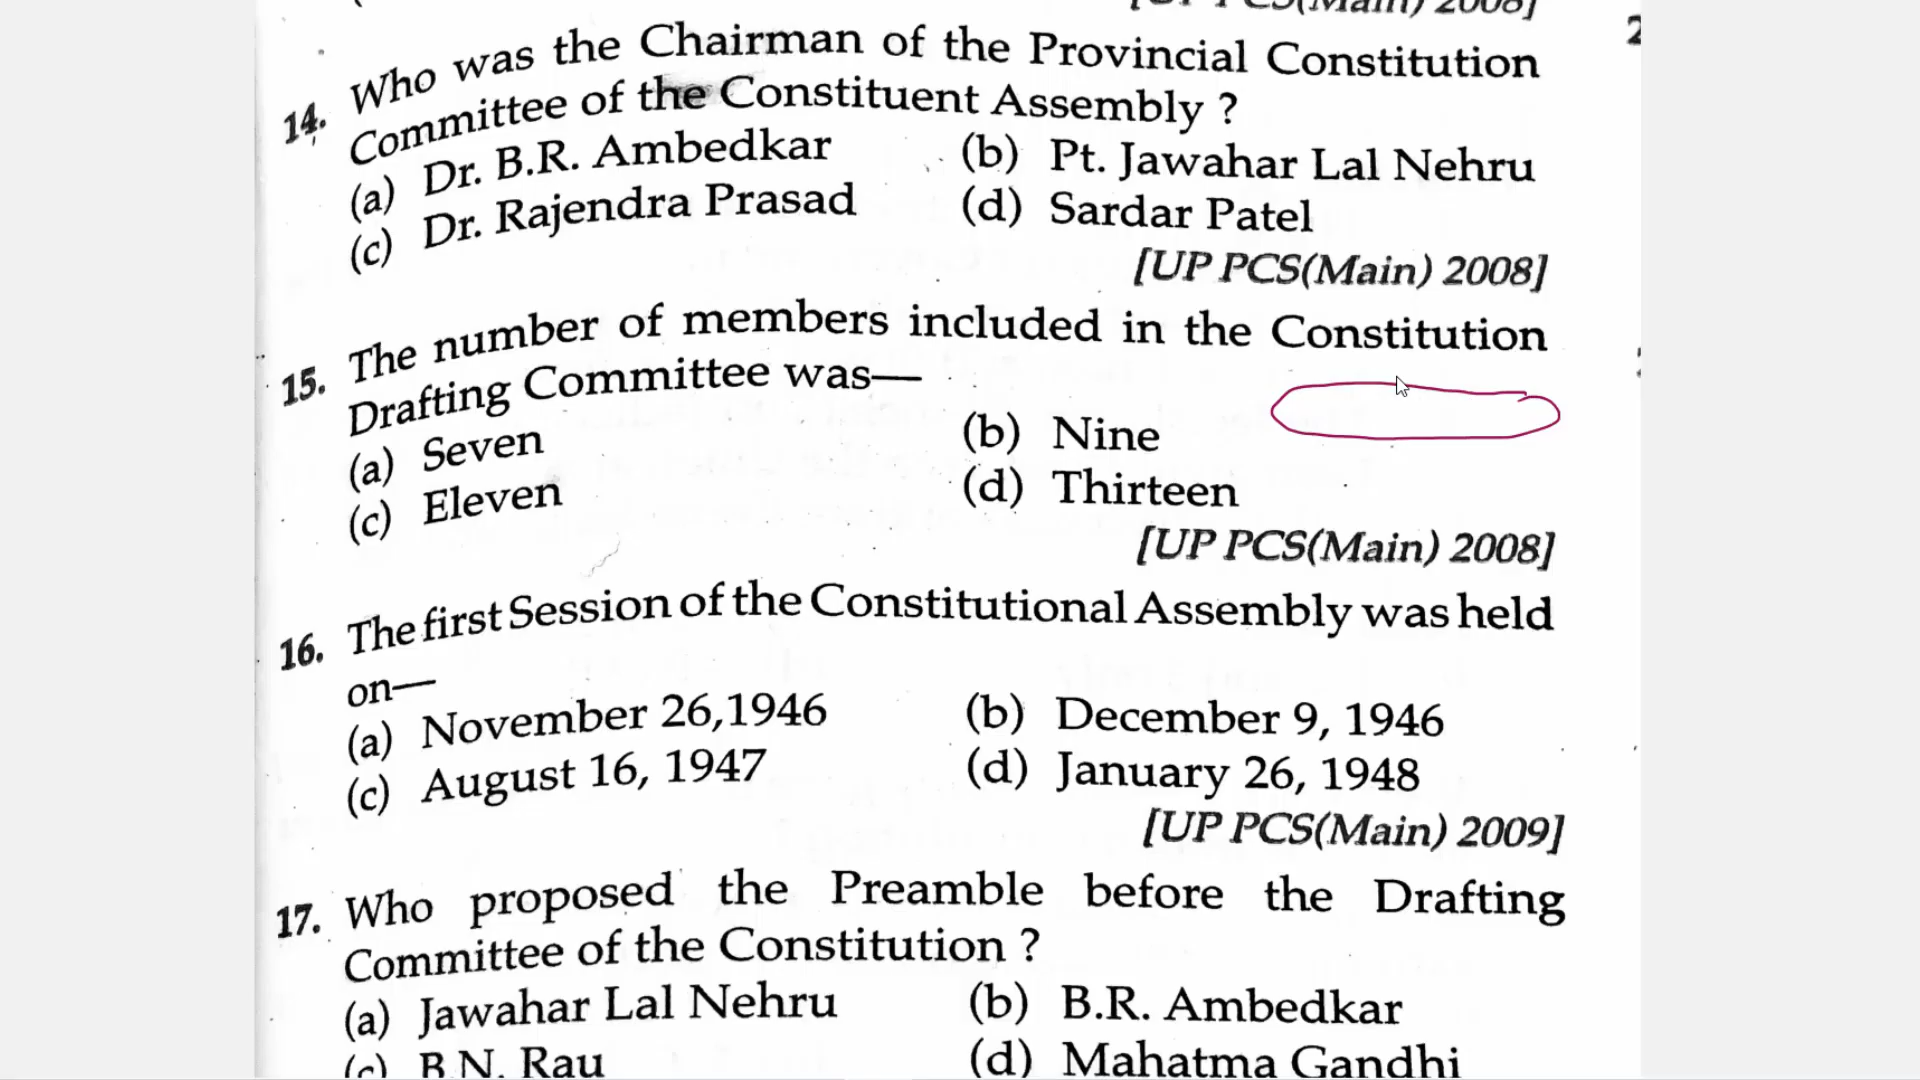 [UP PCS(Main) 2008]
14. Who was the Chairman of the Provincial Constitution
Committee of the Constituent Assembly ?
(a) Dr. B.R. Ambedkar (b) Pt. Jawahar Lal Nehru
(c) Dr. Rajendra Prasad (d) Sardar Patel
[UP PCS(Main) 2008]
15. The number of members included in the Constitution
Drafting Committee was—
(a) Seven (b) Nine
(c) Eleven (d) Thirteen
[UP PCS(Main) 2008]
16. The first Session of the Constitutional Assembly was held
on—
(a) November 26,1946 (b) December 9, 1946
(c) August 16, 1947 (d) January 26, 1948
[UP PCS(Main) 2009]
17. Who proposed the Preamble before the Drafting
Committee of the Constitution ?
(a) Jawahar Lal Nehru (b) B.R. Ambedkar
(c) B.N. Rau (d) Mahatma Gandhi